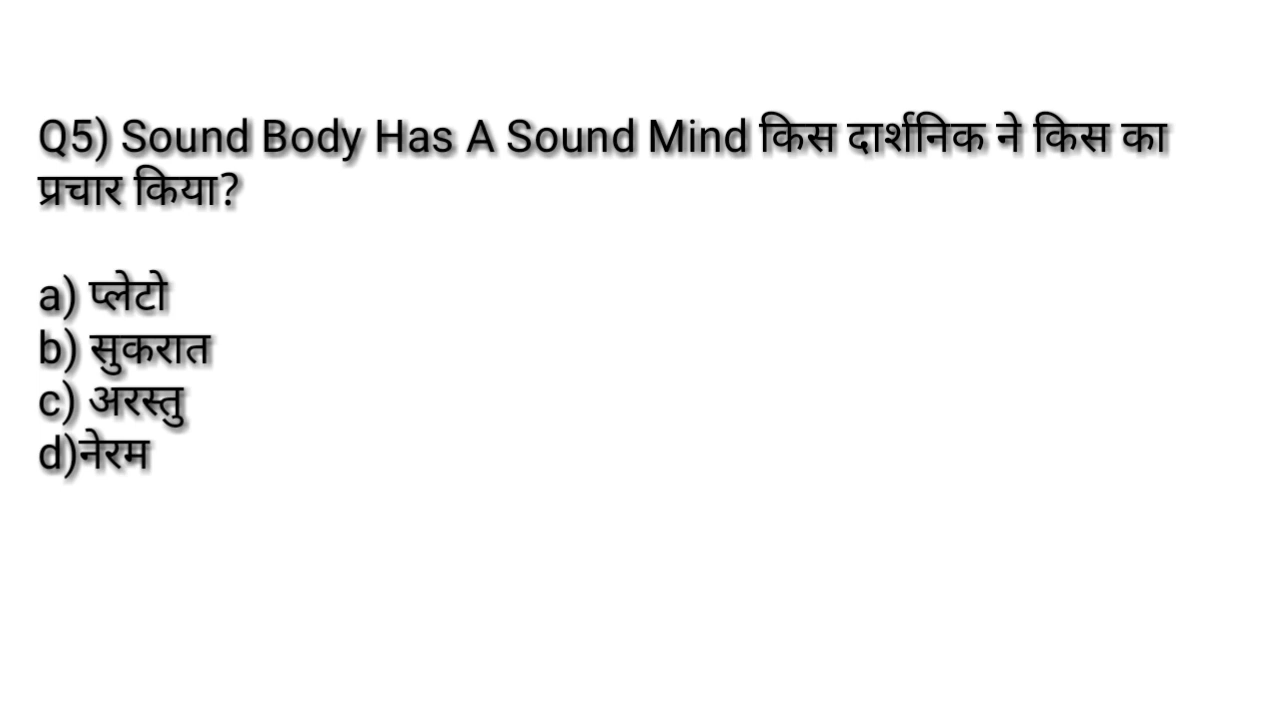 Q5) Sound Body Has A Sound Mind किस दार्शनिक ने किस का
प्रचार किया?
a) प्लेटो
b) सुकरात
c) अरस्तु
d)नेरम